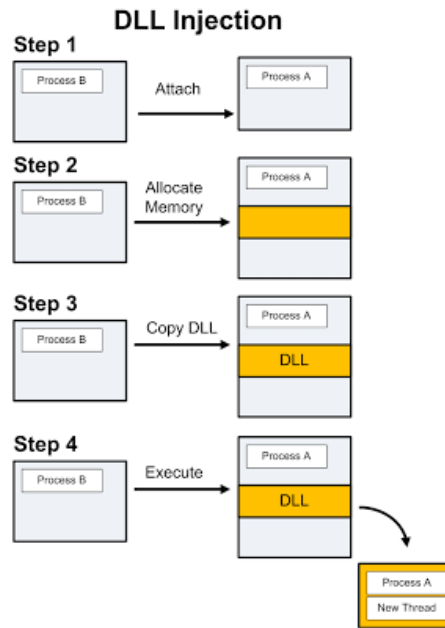 DLL Injection
Step 1
Process B
Attach
Process A
Step 2
Process B
Allocate
Memory
Process A
Step 3
Process B
Copy DLL
Process A
DLL
Step 4
Process B
Execute
Process A
DLL
Process A
New Thread